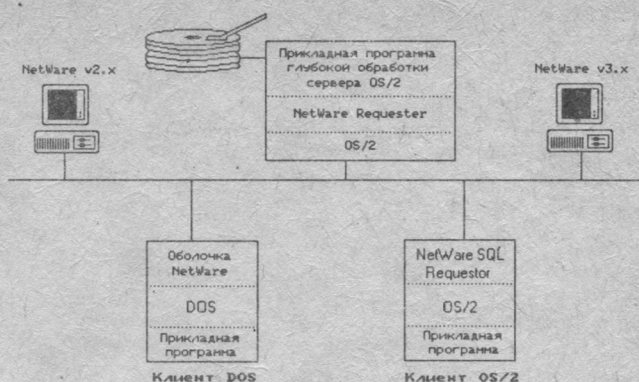 NetWare v2.x
Прикладная программа
глубокой обработки
сервера OS/2
NetWare Requester
OS/2
NetWare v3.x
Оболочка
NetWare
DOS
Прикладная
программа
Клиент DOS
NetWare SQL
Requestor
OS/2
Прикладная
программа
Клиент OS/2